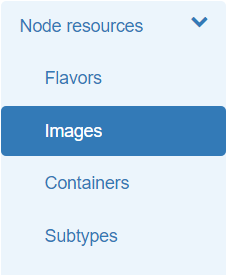 Node resources
Flavors
Images
Containers
Subtypes